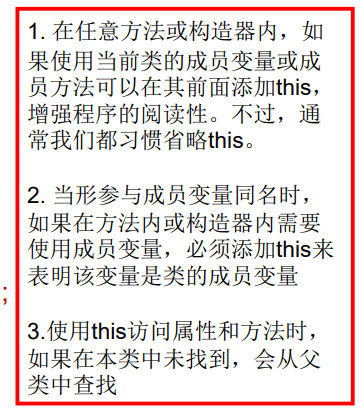 1. 在任意方法或构造器内，如
果使用当前类的成员变量或成
员方法可以在其前面添加this，
增强程序的阅读性。不过，通
常我们都习惯省略this。
2. 当形参与成员变量同名时，
如果在方法内或构造器内需要
使用成员变量，必须添加this来
表明该变量是类的成员变量
;
3.使用this访问属性和方法时，
如果在本类中未找到，会从父
类中查找